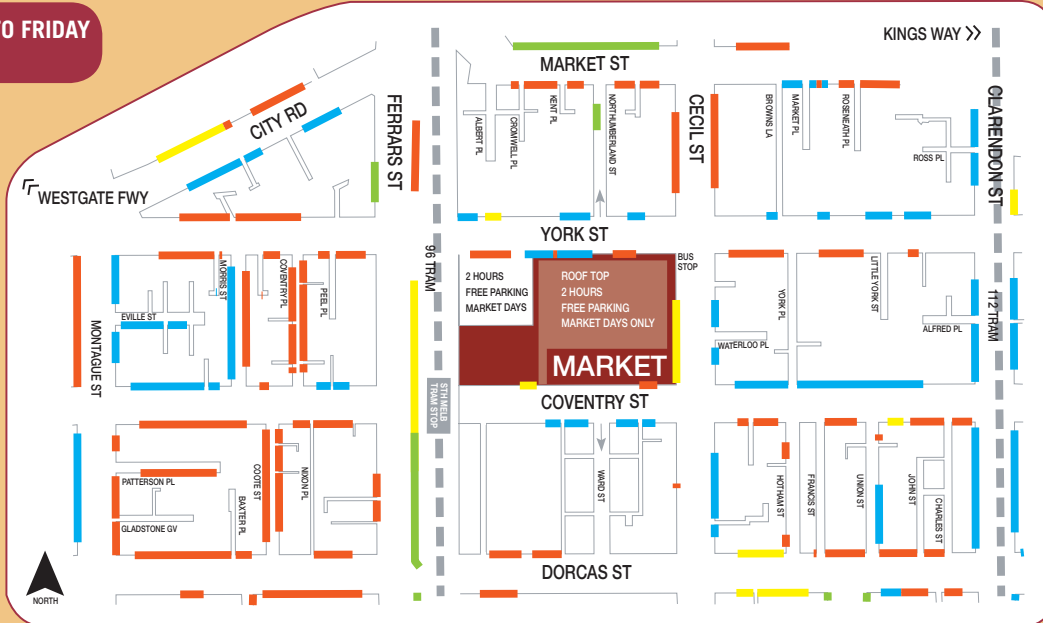 TO FRIDAY
KINGS WAY
MARKET ST
CITY RD
FERRARS ST
CECIL ST
CLARENDON ST
ALBERT PL
CROMWELL PL
KENT PL
NORTHUMBERLAND ST
BROWNS LA
MARKET PL
ROSENEATH PL
ROSS PL
WESTGATE FWY
YORK ST
96 TRAM
BUS
STOP
2 HOURS
FREE PARKING
MARKET DAYS
ROOF TOP
2 HOURS
FREE PARKING
MARKET DAYS ONLY
MARKET
MORRIS ST
COVENTRY PL
PEEL PL
EVILLE ST
MONTAGUE ST
YORK PL
LITTLE YORK ST
112 TRAM
ALFRED PL
WATERLOO PL
STH MELB
TRAM STOP
COVENTRY ST
PATTERSON PL
GLADSTONE GV
BAXTER PL
COOTE ST
NIXON PL
WARD ST
HOTHAM ST
FRANCIS ST
UNION ST
JOHN ST
CHARLES ST
DORCAS ST
NORTH